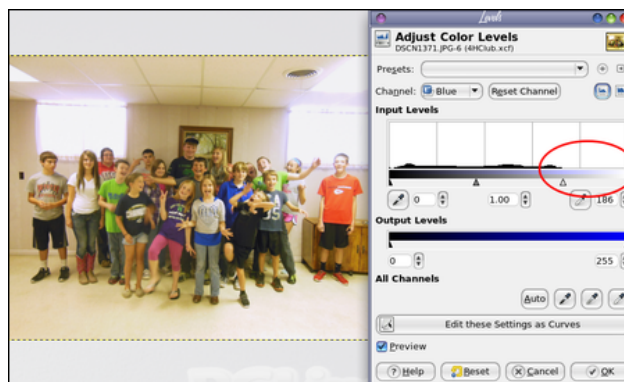 Levels
Adjust Color Levels
DSCN1371.JPG-6 (4HClub.xcf)
Presets:
Channel: Blue Reset Channel
Input Levels
0 1.00 186
Output Levels
0 255
All Channels
Auto
Edit these Settings as Curves
Preview
Help Reset Cancel OK